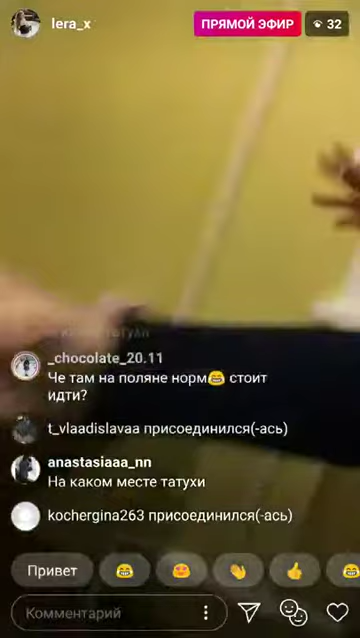 lera_x
ПРЯМОЙ ЭФИР
32
_chocolate_20.11
Че там на поляне норм😂 стоит
идти?
t_vlaadislavaa присоединился(-ась)
anastasiaaa_nn
На каком месте татухи
kochergina263 присоединился(-ась)
Привет
Комментарий